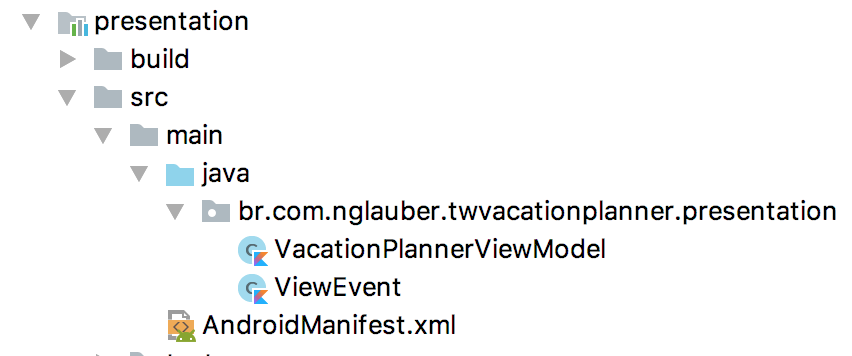 presentation
build
src
main
java
br.com.nglauber.twvacationplanner.presentation
VacationPlannerViewModel
ViewEvent
AndroidManifest.xml